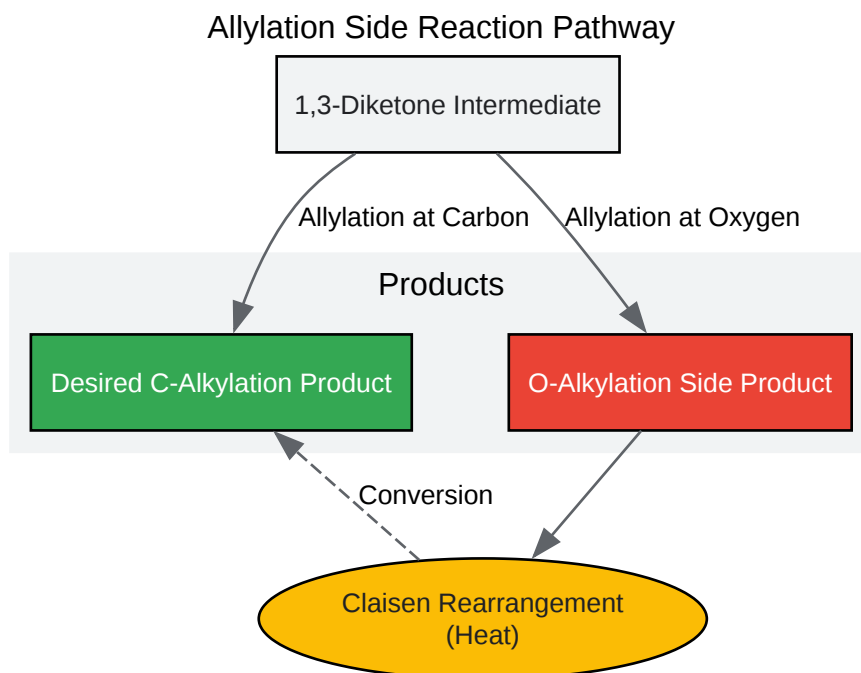 Allylation Side Reaction Pathway
1,3-Diketone Intermediate
Allylation at Carbon
Allylation at Oxygen
Products
Desired C-Alkylation Product
O-Alkylation Side Product
Conversion
Claisen Rearrangement
(Heat)